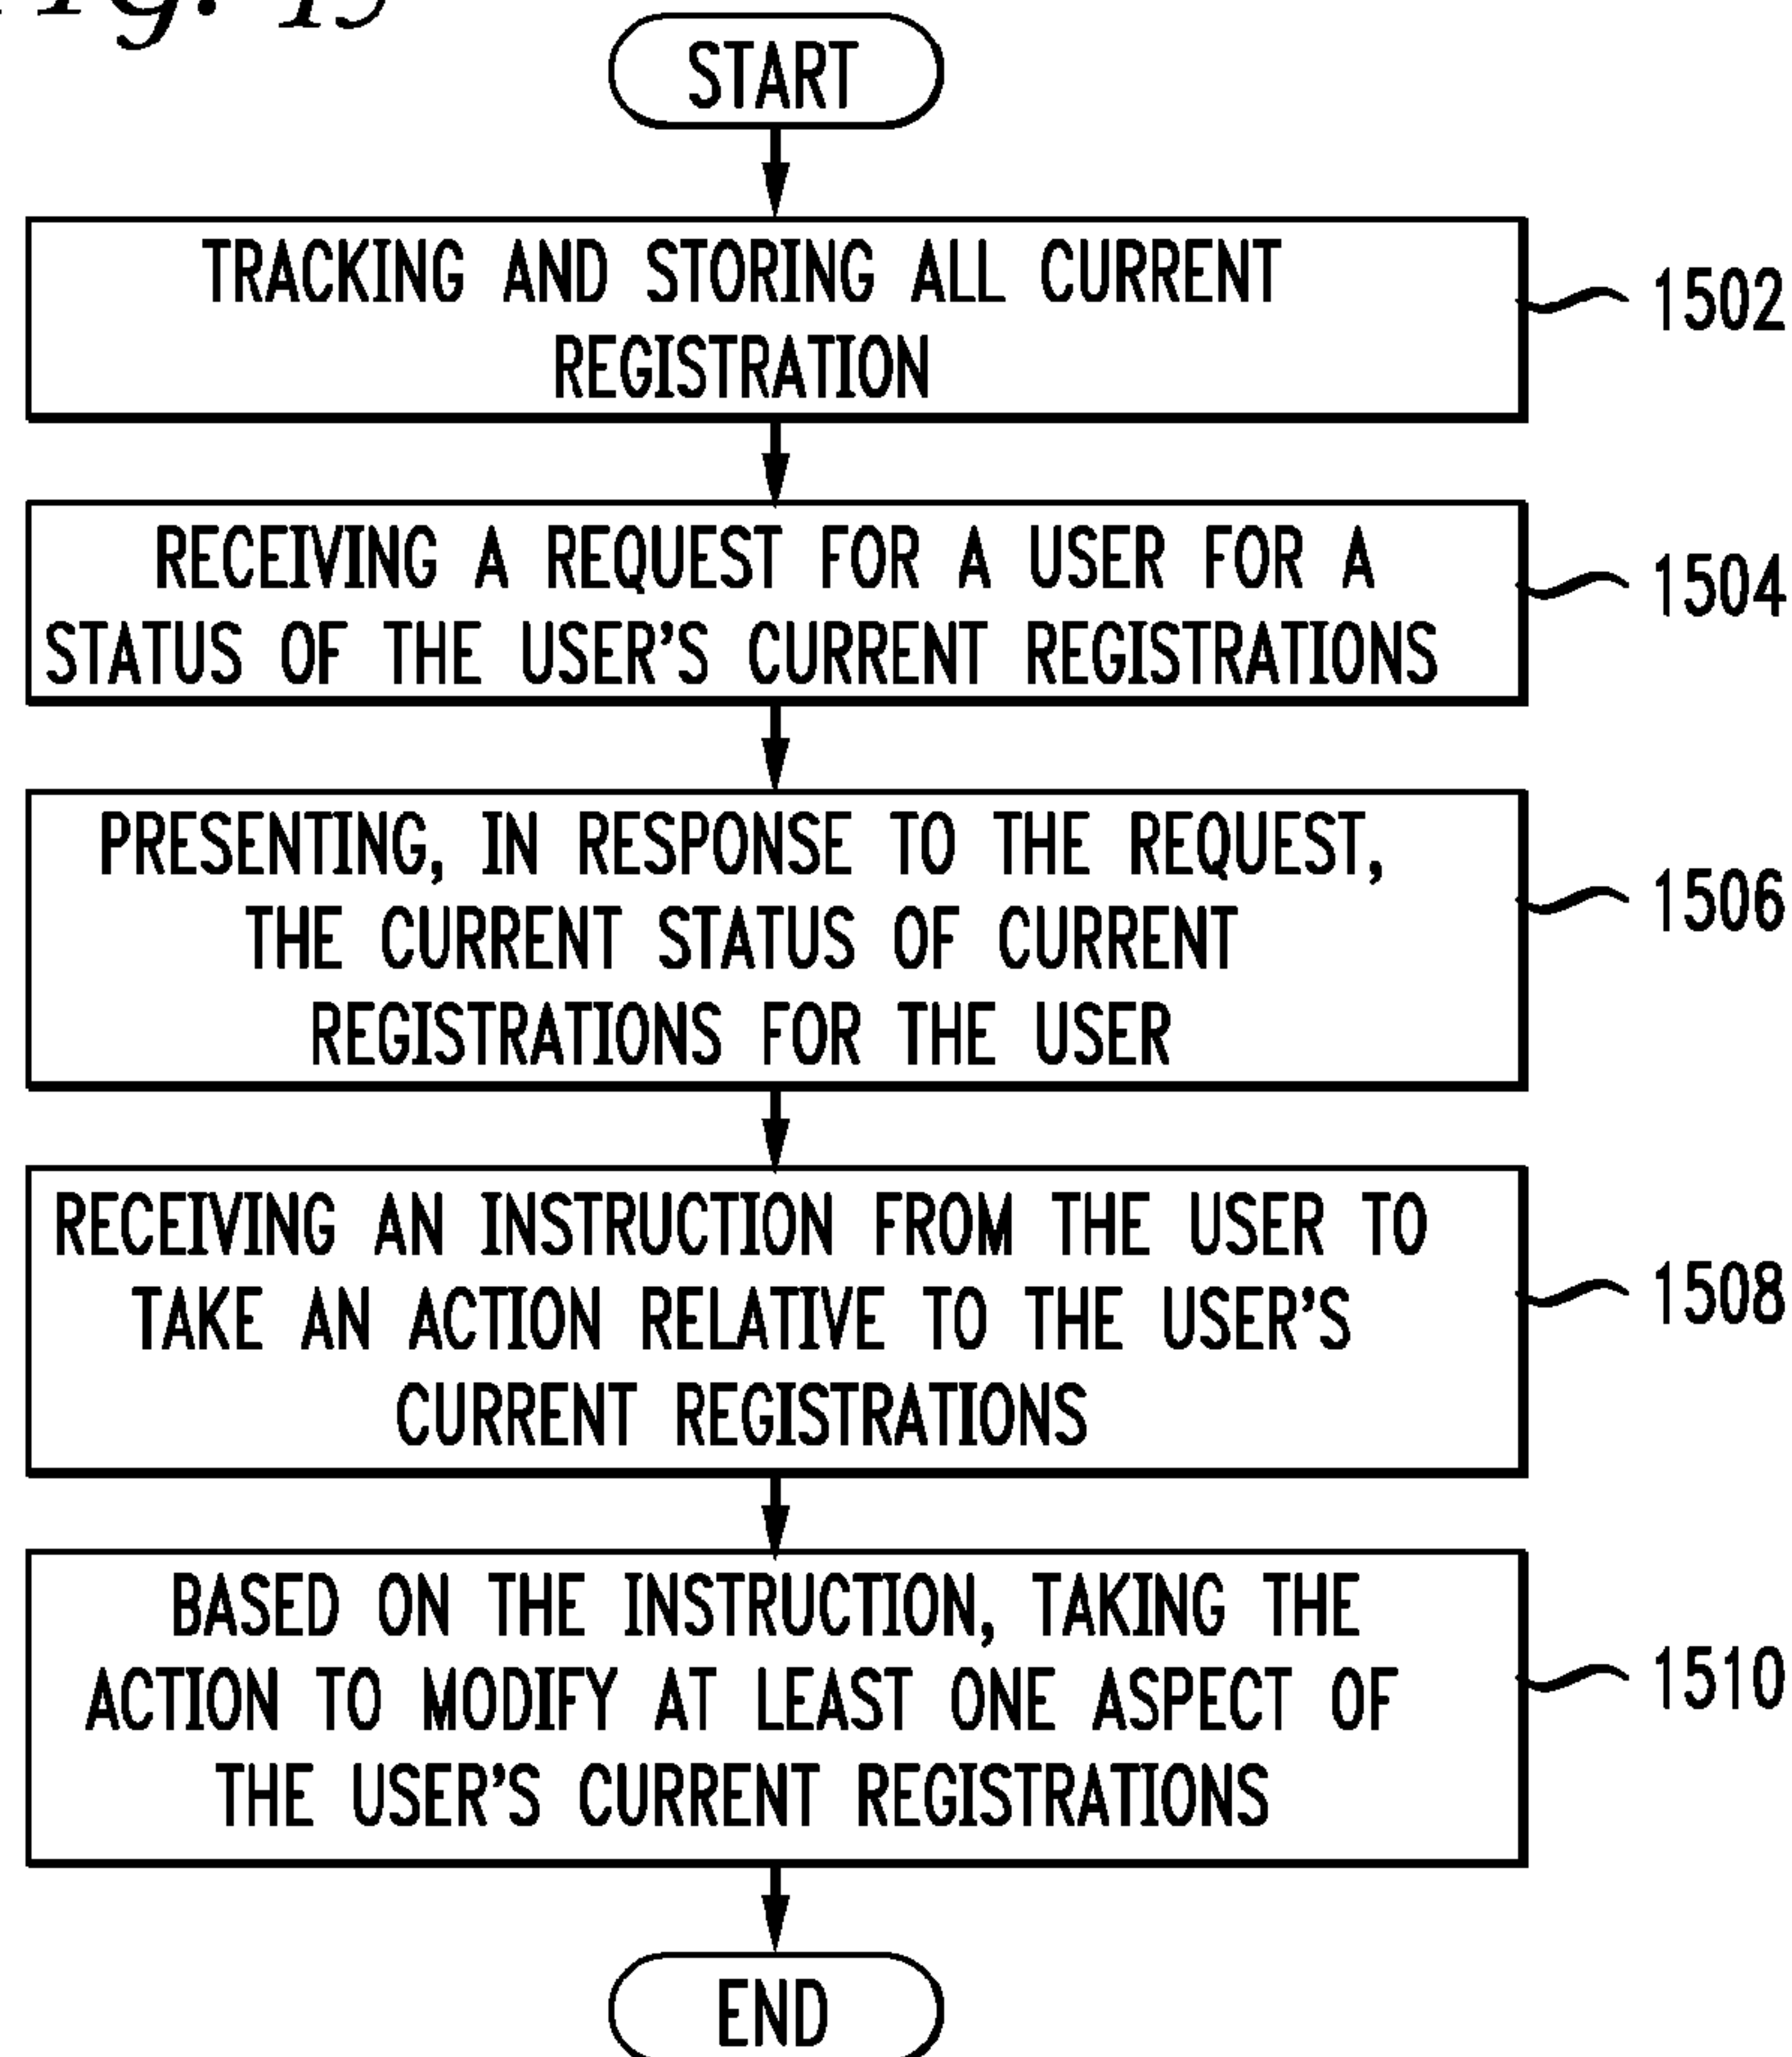 Fig. 15
START
TRACKING AND STORING ALL CURRENT
REGISTRATION
1502
RECEIVING A REQUEST FOR A USER FOR A
STATUS OF THE USER'S CURRENT REGISTRATIONS
1504
PRESENTING, IN RESPONSE TO THE REQUEST,
THE CURRENT STATUS OF CURRENT
REGISTRATIONS FOR THE USER
1506
RECEIVING AN INSTRUCTION FROM THE USER TO
TAKE AN ACTION RELATIVE TO THE USER'S
CURRENT REGISTRATIONS
1508
BASED ON THE INSTRUCTION, TAKING THE
ACTION TO MODIFY AT LEAST ONE ASPECT OF
THE USER'S CURRENT REGISTRATIONS
1510
END